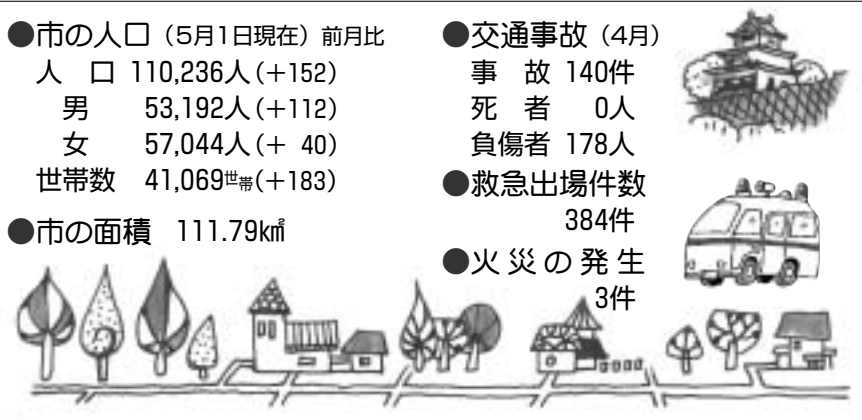 ●市の人口（5月1日現在）前月比
人　口 110,236人(＋152)
男　53,192人(＋112)
女　57,044人(＋ 40)
世帯数　41,069世帯(＋183)
●市の面積　111.79㎢
●交通事故（4月）
事　故 140件
死　者　0人
負傷者 178人
●救急出場件数
384件
●火災の発生
3件